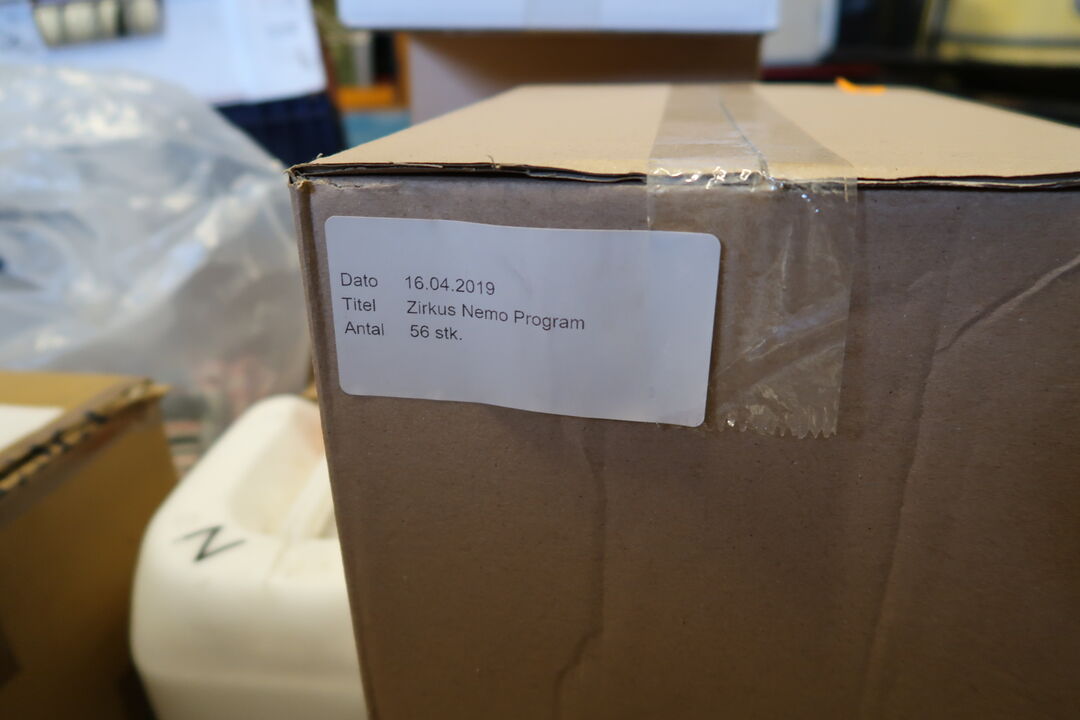 Dato 16.04.2019
Titel Zirkus Nemo Program
Antal 56 stk.
N